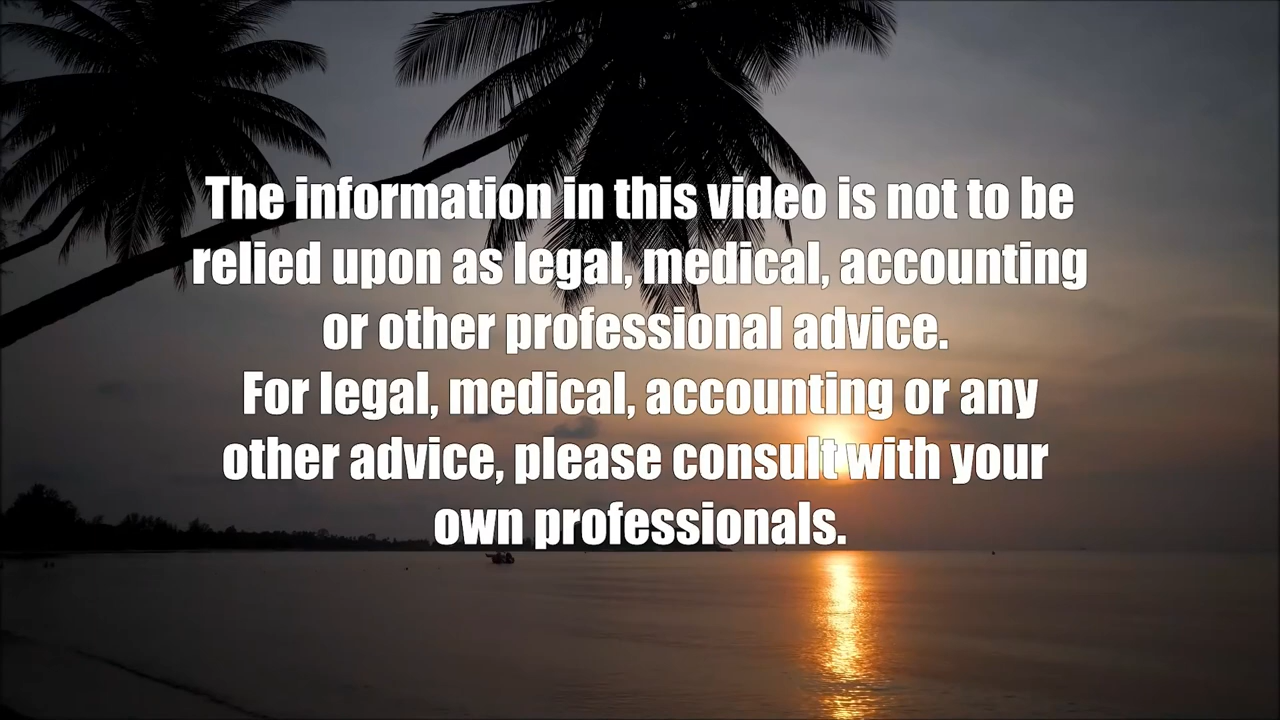 The information in this video is not to be
relied upon as legal, medical, accounting
or other professional advice.
For legal, medical, accounting or any
other advice, please consult with your
own professionals.